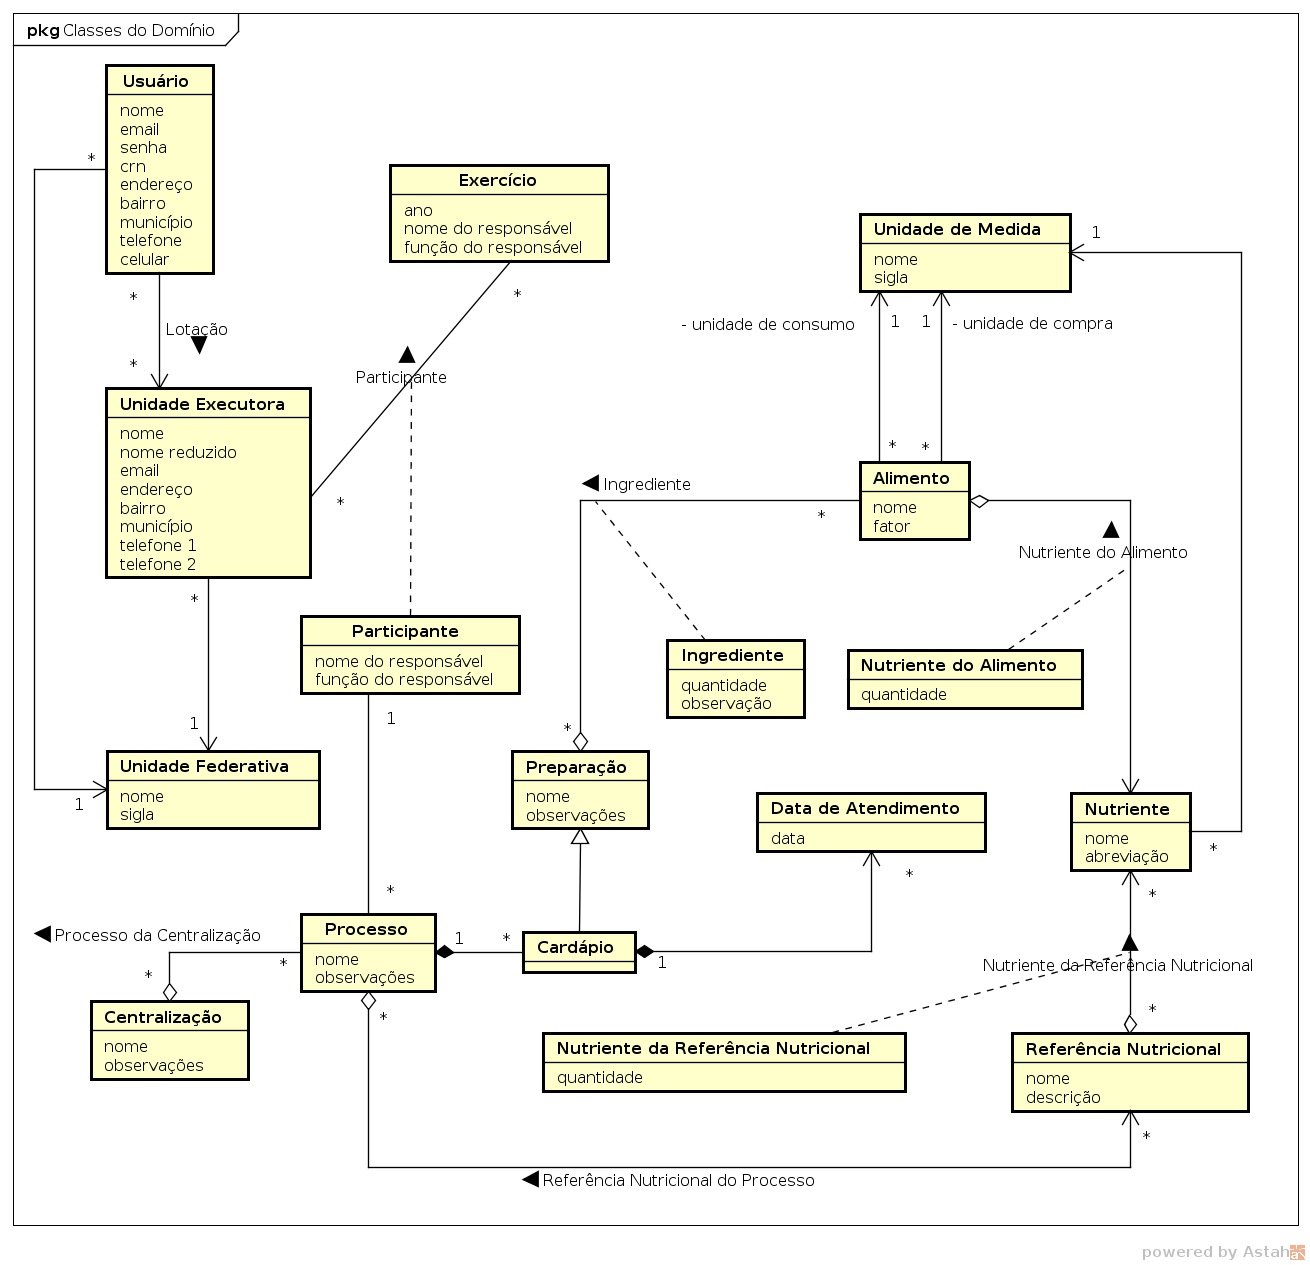 pkg Classes do Domínio
Usuário
nome
email
senha
crn
endereço
bairro
município
telefone
celular
*
*
Lotação
*
Exercício
ano
nome do responsável
função do responsável
*
Participante
*
Unidade de Medida
nome
sigla
1
- unidade de consumo
1
1
- unidade de compra
*
*
Unidade Executora
nome
nome reduzido
email
endereço
bairro
município
telefone 1
telefone 2
*
1
Alimento
nome
fator
Ingrediente
*
Nutriente do Alimento
Participante
nome do responsável
função do responsável
1
*
Ingrediente
quantidade
observação
Nutriente do Alimento
quantidade
Unidade Federativa
nome
sigla
1
*
Preparação
nome
observações
Data de Atendimento
data
*
Nutriente
nome
abreviação
*
*
Processo da Centralização
*
*
Processo
nome
observações
1
*
*
Cardápio
1
Nutriente da Referência Nutricional
*
Centralização
nome
observações
Nutriente da Referência Nutricional
quantidade
Referência Nutricional
nome
descrição
*
Referência Nutricional do Processo
powered by Astah